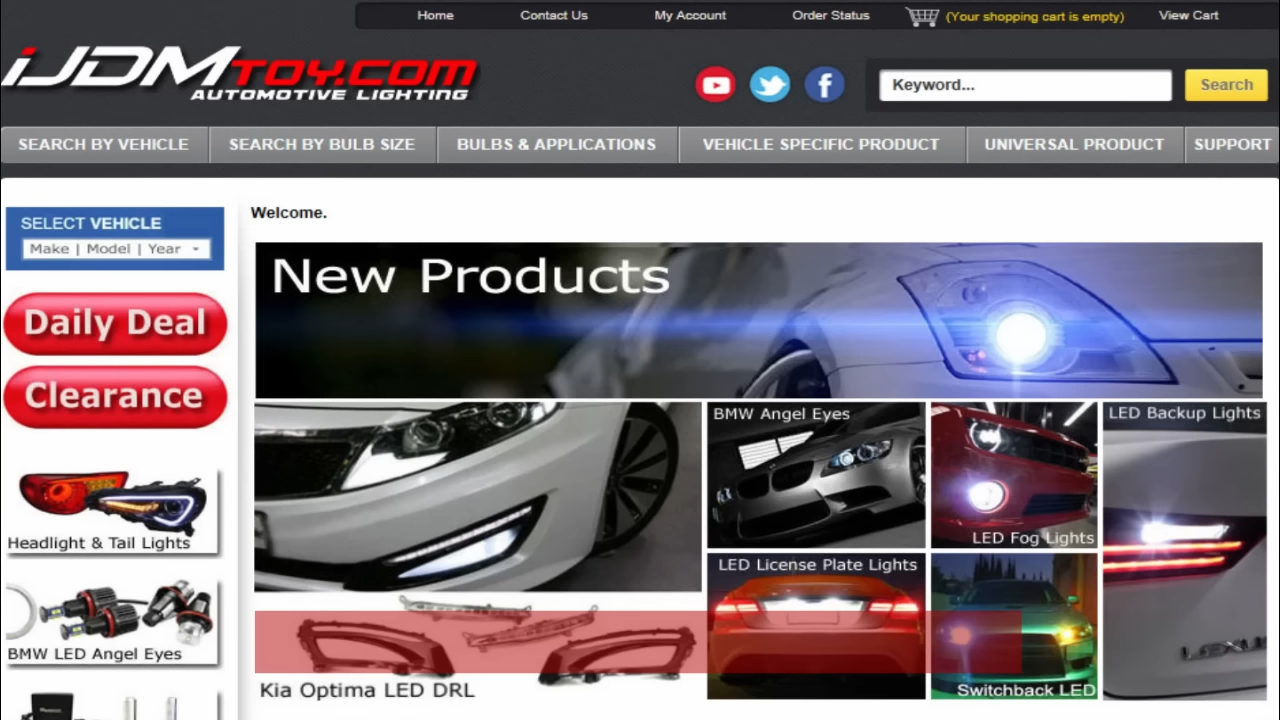 Home Contact Us My Account Order Status (Your shopping cart is empty) View Cart
iJDMTOY.COM
AUTOMOTIVE LIGHTING
Keyword... Search
SEARCH BY VEHICLE SEARCH BY BULB SIZE BULBS & APPLICATIONS VEHICLE SPECIFIC PRODUCT UNIVERSAL PRODUCT SUPPORT
Welcome.
SELECT VEHICLE
Make | Model | Year
Daily Deal
Clearance
Headlight & Tail Lights
BMW LED Angel Eyes
New Products
BMW Angel Eyes
LED Backup Lights
LED Fog Lights
LED License Plate Lights
Kia Optima LED DRL
Switchback LED